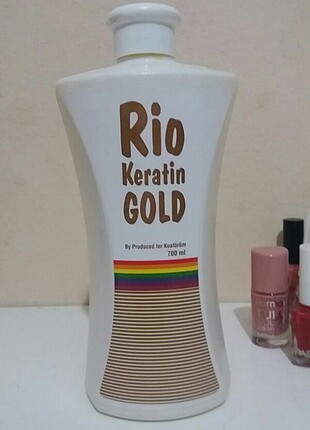 Rio
Keratin
GOLD
By Produced for Kuaförüm
700 ml